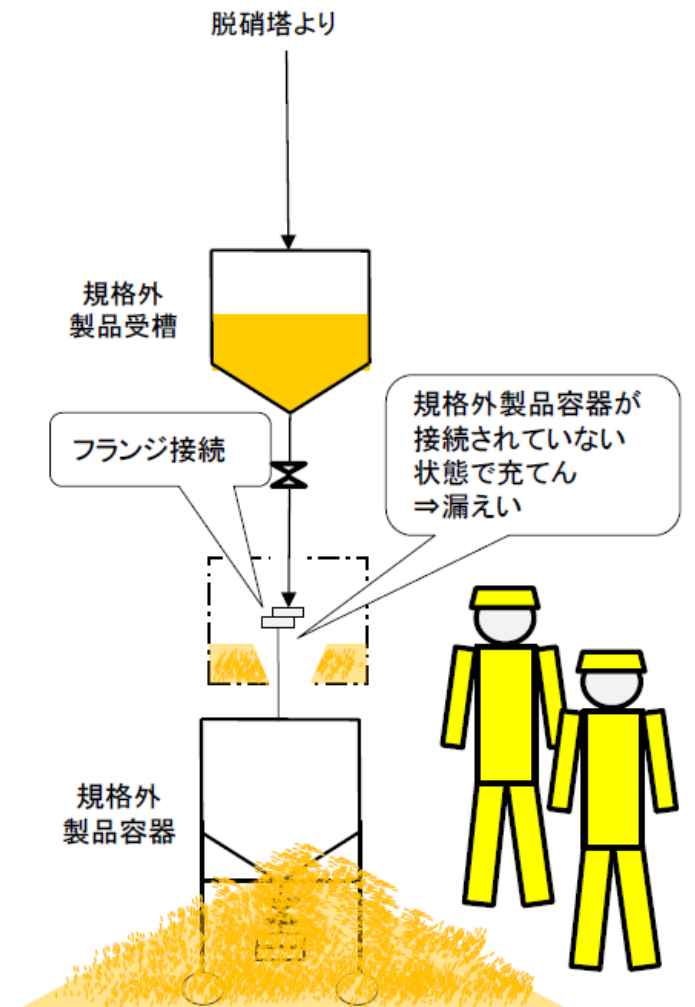 脱硝塔より
規格外
製品受槽
フランジ接続
規格外製品容器が
接続されていない
状態で充てん
⇒漏えい
規格外
製品容器